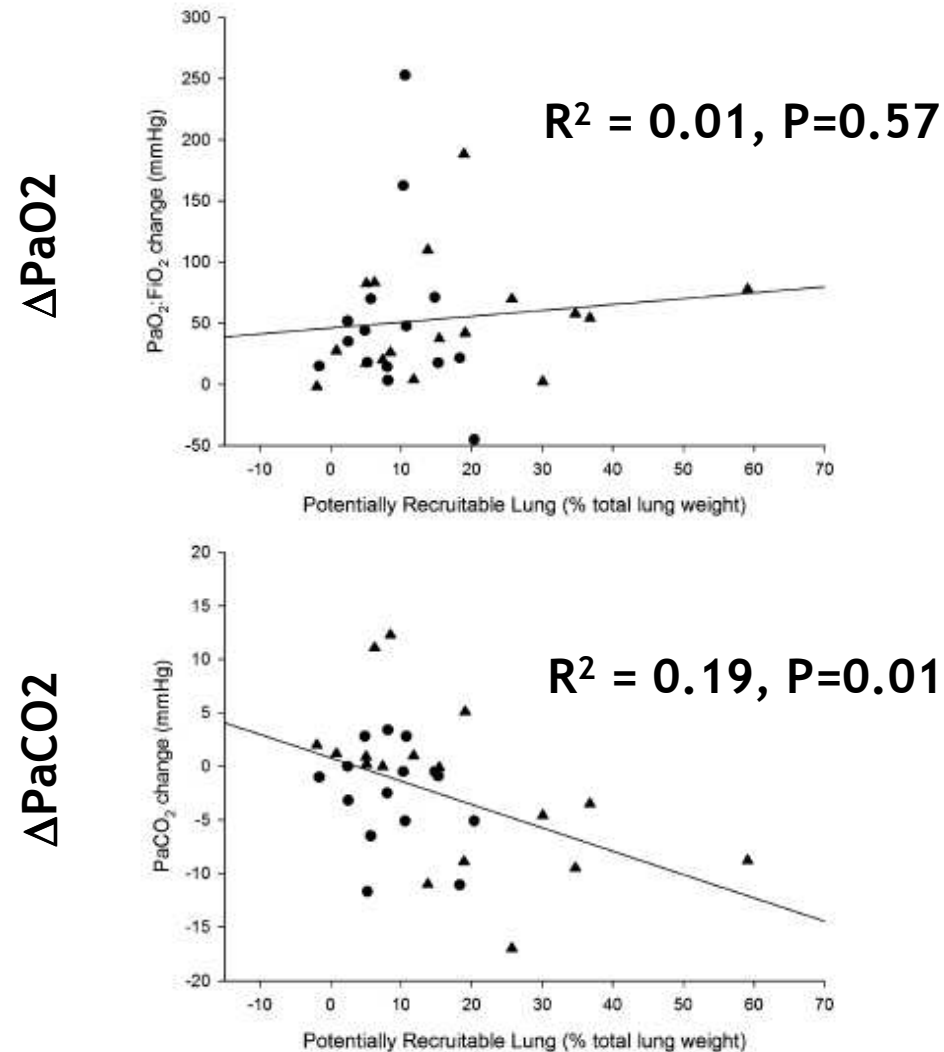 ΔPaO2
PaO₂:FiO₂ change (mmHg)
300
250
200
150
100
50
0
-50
R² = 0.01, P=0.57
-10 0 10 20 30 40 50 60 70
Potentially Recruitable Lung (% total lung weight)
ΔPaCO2
PaCO₂ change (mmHg)
20
15
10
5
0
-5
-10
-15
-20
R² = 0.19, P=0.01
-10 0 10 20 30 40 50 60 70
Potentially Recruitable Lung (% total lung weight)